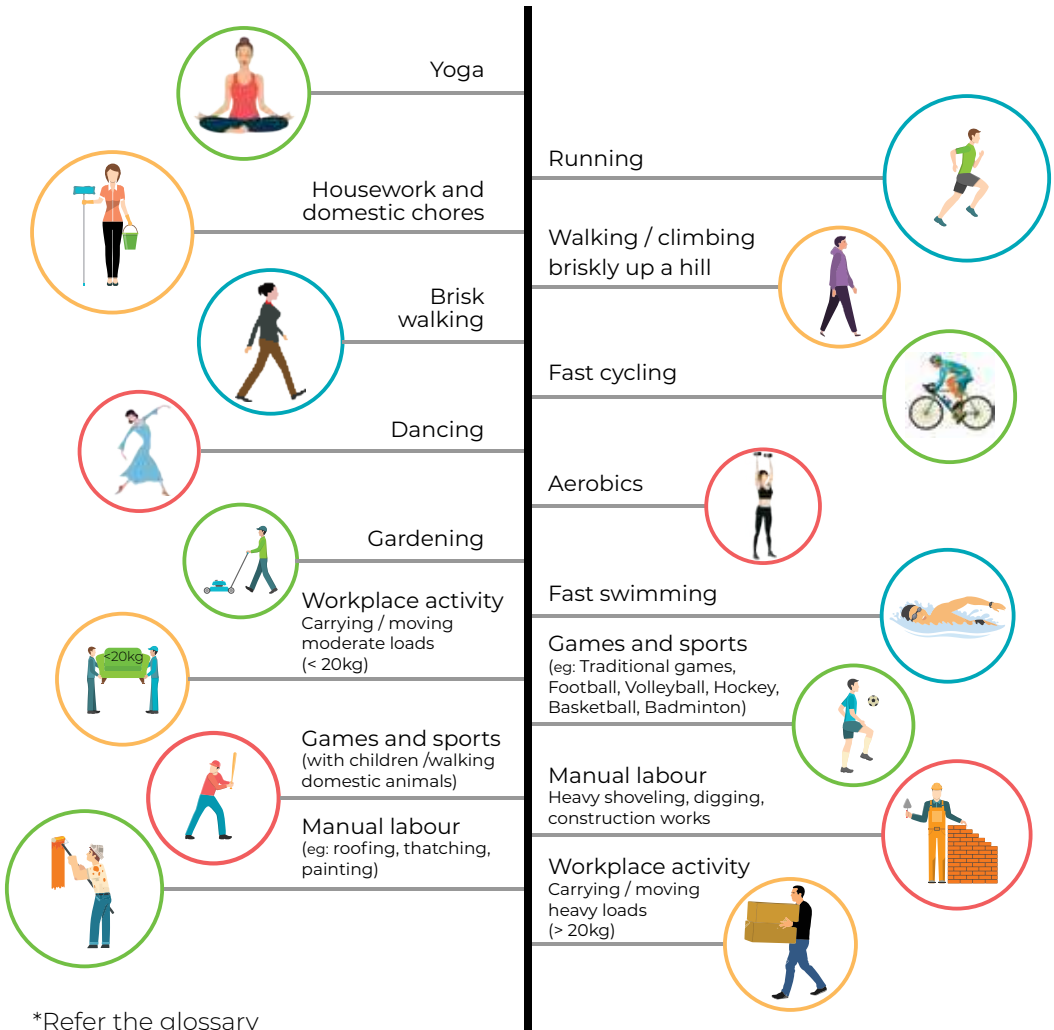 Yoga
Housework and
domestic chores
Brisk
walking
Dancing
Gardening
Workplace activity
Carrying / moving
moderate loads
(< 20kg)
<20kg
Games and sports
(with children /walking
domestic animals)
Manual labour
(eg: roofing, thatching,
painting)
*Refer the glossary
Running
Walking / climbing
briskly up a hill
Fast cycling
Aerobics
Fast swimming
Games and sports
(eg: Traditional games,
Football, Volleyball, Hockey,
Basketball, Badminton)
Manual labour
Heavy shoveling, digging,
construction works
Workplace activity
Carrying / moving
heavy loads
(> 20kg)